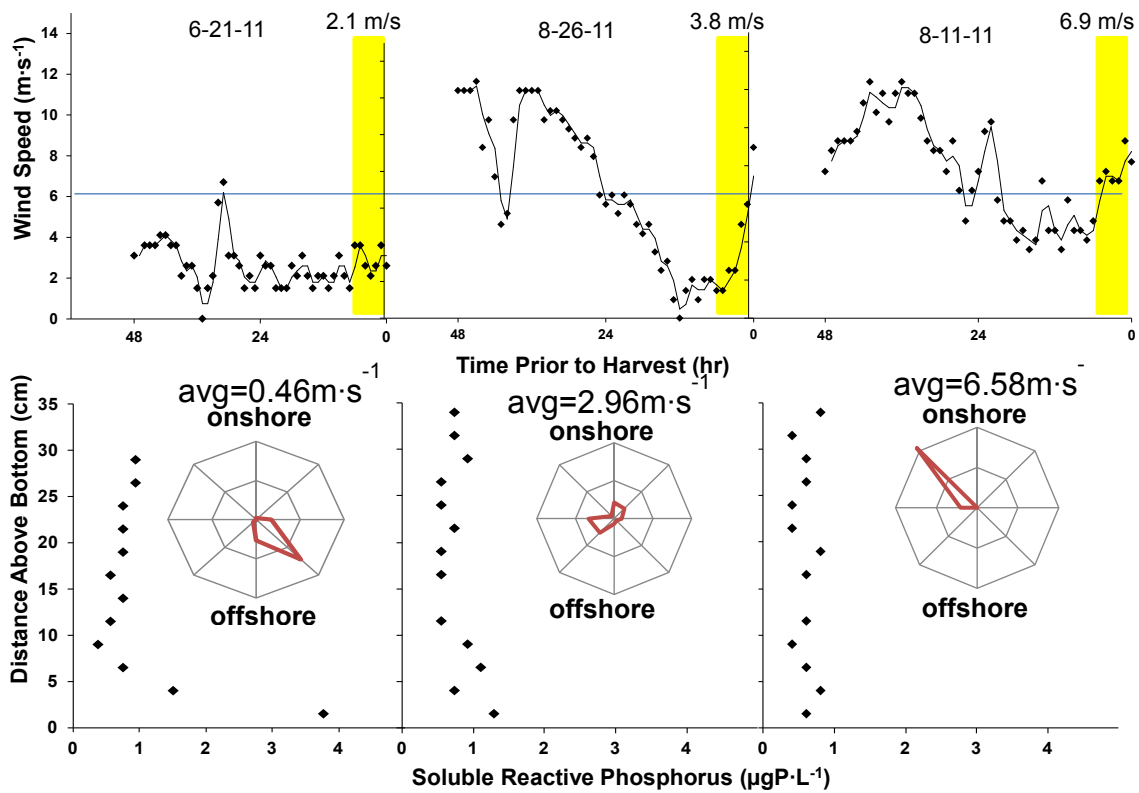 6-21-11 2.1 m/s 8-26-11 3.8 m/s 8-11-11 6.9 m/s
Wind Speed (m·s-1)
14
12
10
8
6
4
2
0
48 24 0 48 24 0 48 24 0
Time Prior to Harvest (hr)
avg=0.46m·s-1
onshore
offshore
avg=2.96m·s-1
onshore
offshore
avg=6.58m·s-
onshore
offshore
Distance Above Bottom (cm)
35
30
25
20
15
10
5
0
0 1 2 3 4 0 1 2 3 4 0 1 2 3 4
Soluble Reactive Phosphorus (µgP·L-1)